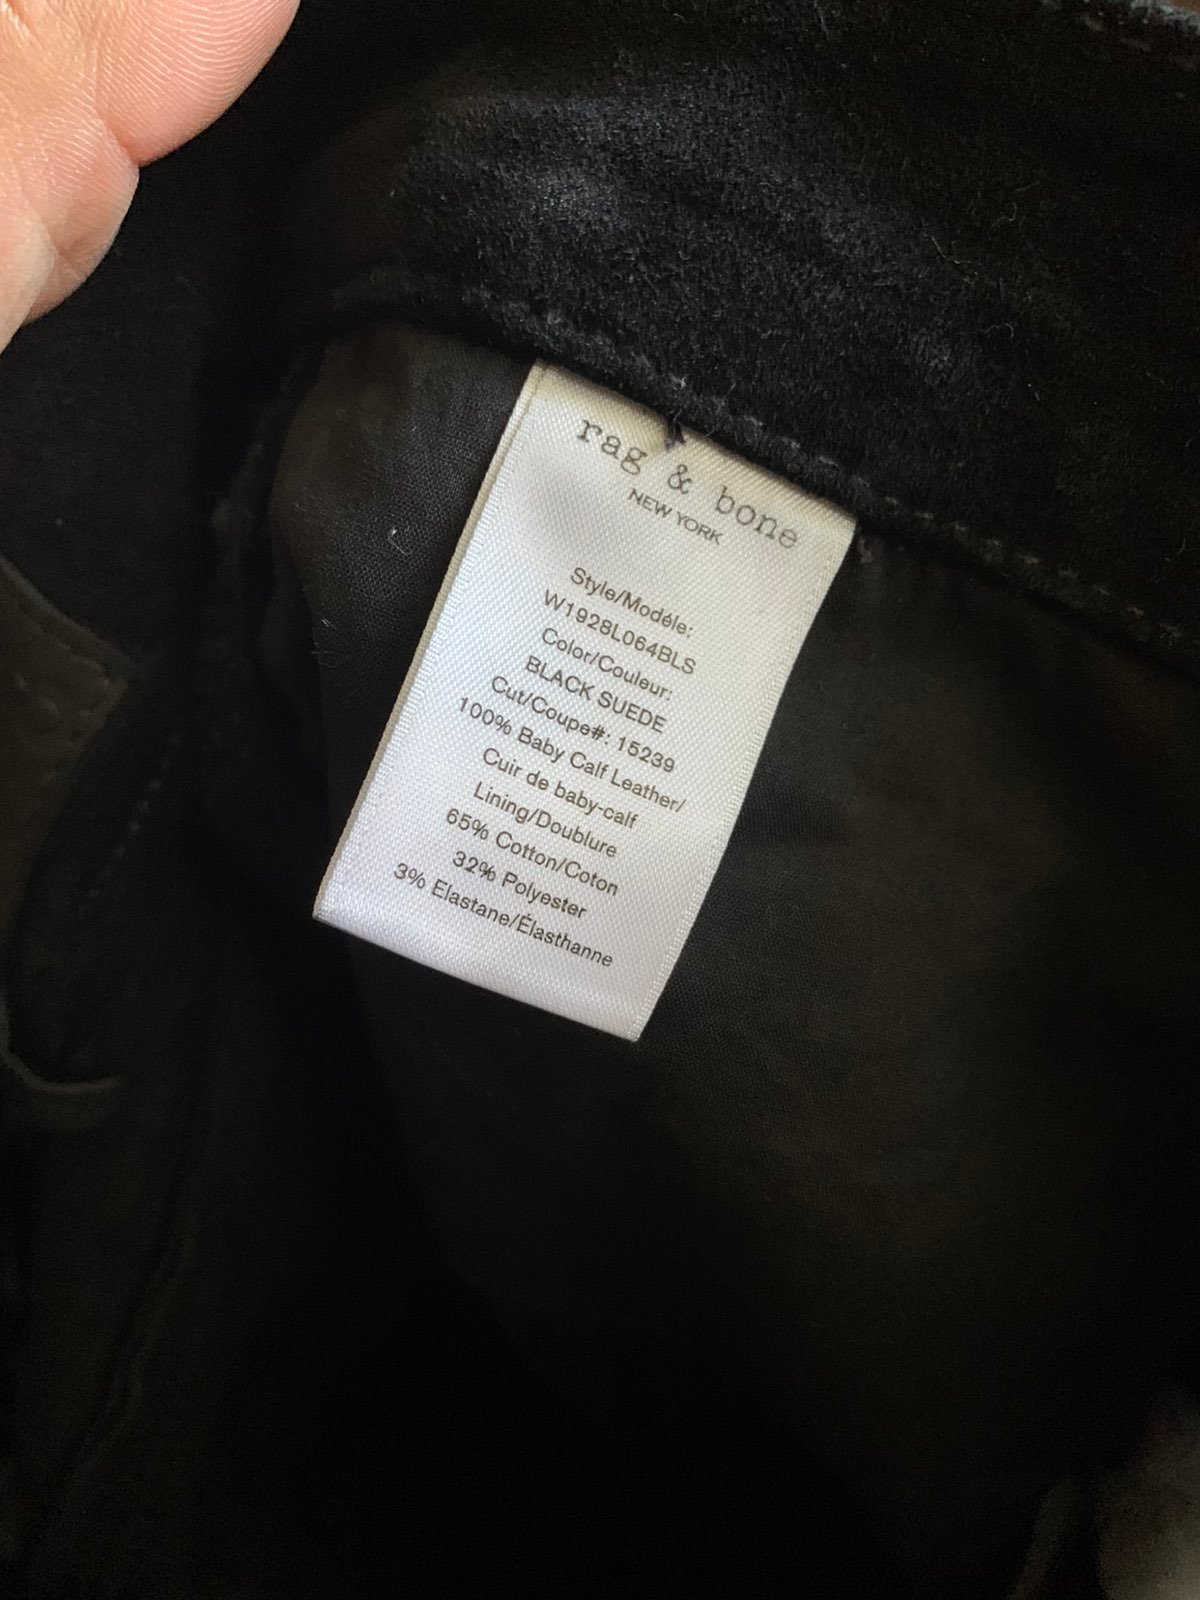 rag & bone
NEW YORK
Style/Modéle:
W1928L064BLS
Color/Couleur:
BLACK SUEDE
Cut/Coupe#: 15239
100% Baby Calf Leather/
Cuir de baby-calf
Lining/Doublure
65% Cotton/Coton
32% Polyester
3% Elastane/Élasthanne